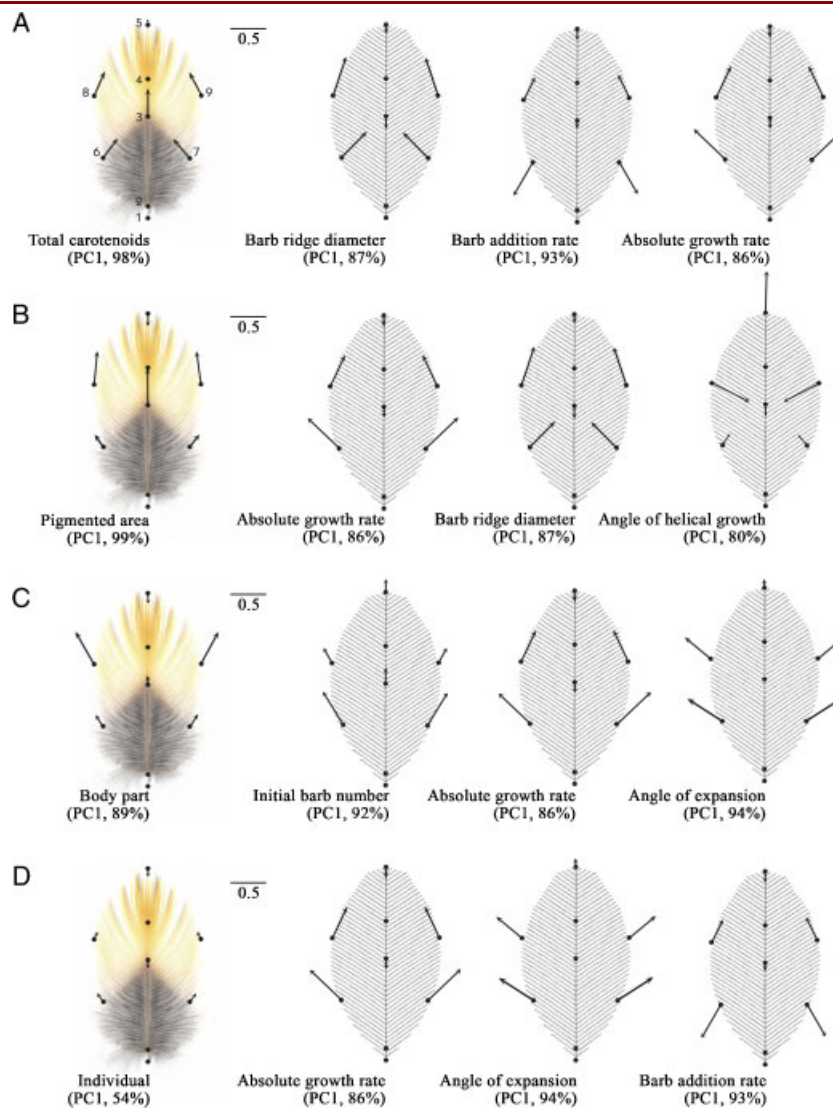 A
5
0.5
4
8
9
3
6
7
2
1
Total carotenoids
(PC1, 98%)
Barb ridge diameter
(PC1, 87%)
Barb addition rate
(PC1, 93%)
Absolute growth rate
(PC1, 86%)
B
0.5
Pigmented area
(PC1, 99%)
Absolute growth rate
(PC1, 86%)
Barb ridge diameter
(PC1, 87%)
Angle of helical growth
(PC1, 80%)
C
0.5
Body part
(PC1, 89%)
Initial barb number
(PC1, 92%)
Absolute growth rate
(PC1, 86%)
Angle of expansion
(PC1, 94%)
D
0.5
Individual
(PC1, 54%)
Absolute growth rate
(PC1, 86%)
Angle of expansion
(PC1, 94%)
Barb addition rate
(PC1, 93%)